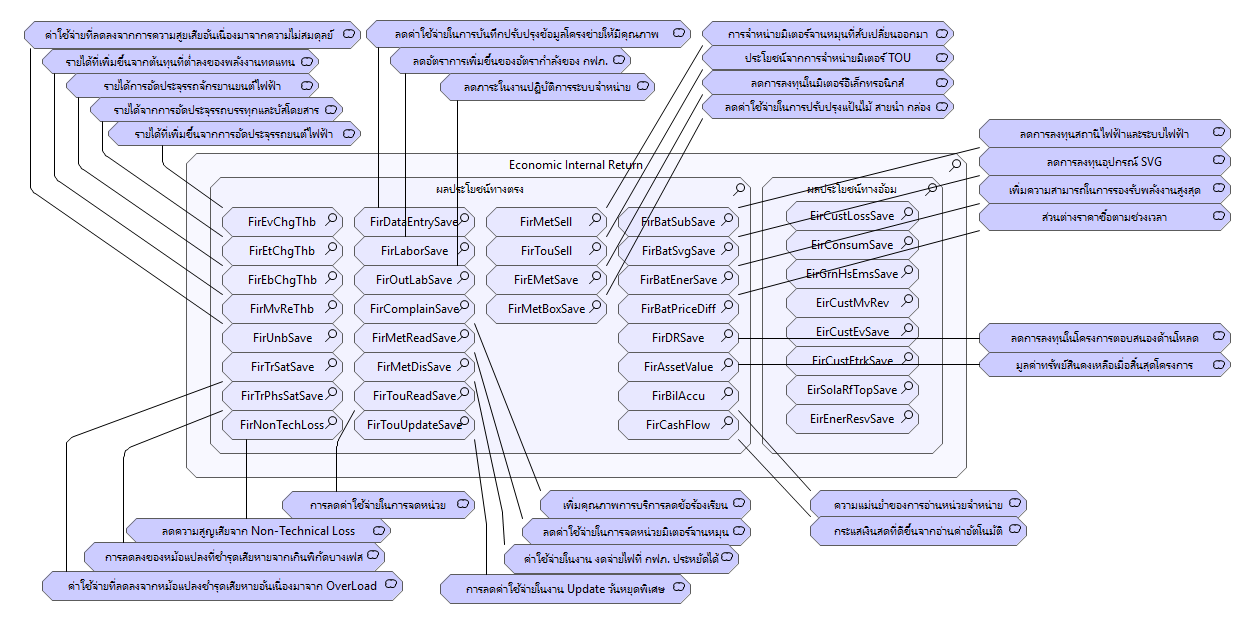 ค่าใช้จ่ายที่ลดลงจากการความสูยเสียอันเนื่องมาจากความไม่สมดุลย์
รายได้ที่เพิ่มขึ้นจากต้นทุนที่ต่ำลงของพลังงานทดแทน
รายได้การอัดประจุรถจักรยานยนต์ไฟฟ้า
รายได้จากการอัดประจุรถบรรทุกและบัสโดยสาร
รายได้ที่เพิ่มขึ้นจากการอัดประจุรถยนต์ไฟฟ้า
ลดค่าใช้จ่ายในการบันทึกปรับปรุงข้อมูลโครงข่ายให้มีคุณภาพ
ลดอัตราการเพิ่มขึ้นของอัตรากำลังของ กฟภ.
ลดภาระในงานปฏิบัติการระบบจำหน่าย
การจำหน่ายมิเตอร์จานหมุนที่สับเปลี่ยนออกมา
ประโยชน์จากการจำหน่ายมิเตอร์ TOU
ลดการลงทุนในมิเตอร์อิเล็กทรอนิกส์
ลดค่าใช้จ่ายในการปรับปรุงแป้นไม้ สายนำ กล่อง
ลดการลงทุนสถานีไฟฟ้าและระบบไฟฟ้า
ลดการลงทุนอุปกรณ์ SVG
เพิ่มความสามารถในการรองรับพลังงานสูงสุด
ส่วนต่างราคาซื้อตามช่วงเวลา
Economic Internal Return
ผลประโยชน์ทางตรง
FirEvChgThb
FirEtChgThb
FirEbChgThb
FirMvReThb
FirUnbSave
FirTrSatSave
FirTrPhsSatSave
FirNonTechLoss
FirDataEntrySave
FirLaborSave
FirOutLabSave
FirComplainSave
FirMetReadSave
FirMetDisSave
FirTouReadSave
FirTouUpdateSave
FirMetSell
FirTouSell
FirEMetSave
FirMetBoxSave
FirBatSubSave
FirBatSvgSave
FirBatEnerSave
FirBatPriceDiff
FirDRSave
FirAssetValue
FirBilAccu
FirCashFlow
ผลประโยชน์ทางอ้อม
EirCustLossSave
EirConsumSave
EirGrnHsEmsSave
EirCustMvRev
EirCustEvSave
EirCustEtrkSave
EirSolaRfTopSave
EirEnerResvSave
ลดการลงทุนในโครงการตอบสนองด้านโหลด
มูลค่าทรัพย์สินคงเหลือเมื่อสิ้นสุดโครงการ
การลดค่าใช้จ่ายในการจดหน่วย
ลดความสูญเสียจาก Non-Technical Loss
การลดลงของหม้อแปลงที่ชำรุดเสียหายจากเกินพิกัดบางเฟส
ค่าใช้จ่ายที่ลดลงจากหม้อแปลงชำรุดเสียหายอันเนื่องมาจาก OverLoad
เพิ่มคุณภาพการบริการลดข้อร้องเรียน
ลดค่าใช้จ่ายในการจดหน่วยมิเตอร์จานหมุน
ค่าใช้จ่ายในงาน งดจ่ายไฟที่ กฟภ. ประหยัดได้
การลดค่าใช้จ่ายในงาน Update วันหยุดพิเศษ
ความแม่นยำของการอ่านหน่วยจำหน่าย
กระแสเงินสดที่ดีขึ้นจากอ่านค่าอัตโนมัติ